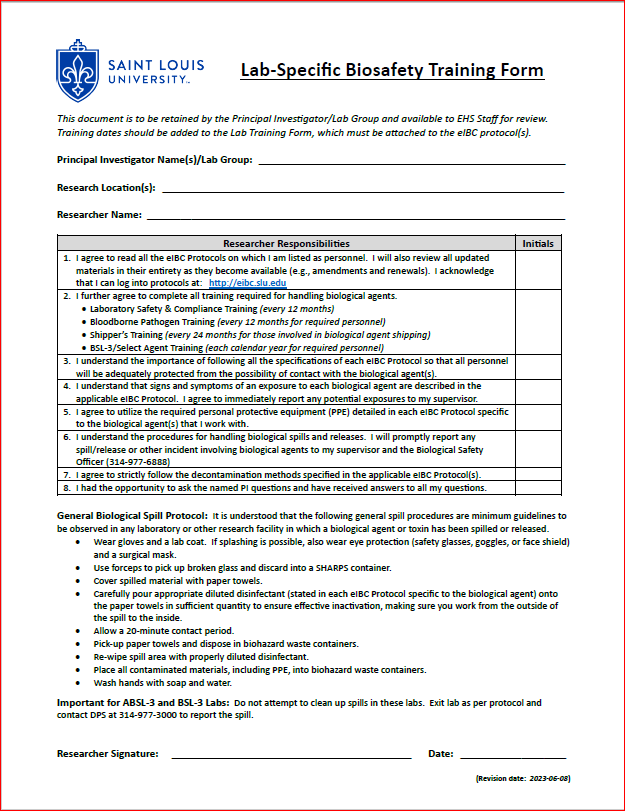 SAINT LOUIS
UNIVERSITY™
Lab-Specific Biosafety Training Form
This document is to be retained by the Principal Investigator/Lab Group and available to EHS Staff for review.
Training dates should be added to the Lab Training Form, which must be attached to the eIBC protocol(s).
Principal Investigator Name(s)/Lab Group:
Research Location(s):
Researcher Name:
Researcher Responsibilities Initials
1. I agree to read all the eIBC Protocols on which I am listed as personnel. I will also review all updated
materials in their entirety as they become available (e.g., amendments and renewals). I acknowledge
that I can log into protocols at: http://eibc.slu.edu
2. I further agree to complete all training required for handling biological agents.
• Laboratory Safety & Compliance Training (every 12 months)
• Bloodborne Pathogen Training (every 12 months for required personnel)
• Shipper's Training (every 24 months for those involved in biological agent shipping)
• BSL-3/Select Agent Training (each calendar year for required personnel)
3. I understand the importance of following all the specifications of each eIBC Protocol so that all personnel
will be adequately protected from the possibility of contact with the biological agent(s).
4. I understand that signs and symptoms of an exposure to each biological agent are described in the
applicable eIBC Protocol. I agree to immediately report any potential exposures to my supervisor.
5. I agree to utilize the required personal protective equipment (PPE) detailed in each eIBC Protocol specific
to the biological agent(s) that I work with.
6. I understand the procedures for handling biological spills and releases. I will promptly report any
spill/release or other incident involving biological agents to my supervisor and the Biological Safety
Officer (314-977-6888)
7. I agree to strictly follow the decontamination methods specified in the applicable eIBC Protocol(s).
8. I had the opportunity to ask the named PI questions and have received answers to all my questions.
General Biological Spill Protocol: It is understood that the following general spill procedures are minimum guidelines to
be observed in any laboratory or other research facility in which a biological agent or toxin has been spilled or released.
• Wear gloves and a lab coat. If splashing is possible, also wear eye protection (safety glasses, goggles, or face shield)
and a surgical mask.
• Use forceps to pick up broken glass and discard into a SHARPS container.
• Cover spilled material with paper towels.
• Carefully pour appropriate diluted disinfectant (stated in each eIBC Protocol specific to the biological agent) onto
the paper towels in sufficient quantity to ensure effective inactivation, making sure you work from the outside of
the spill to the inside.
• Allow a 20-minute contact period.
• Pick-up paper towels and dispose in biohazard waste containers.
• Re-wipe spill area with properly diluted disinfectant.
• Place all contaminated materials, including PPE, into biohazard waste containers.
• Wash hands with soap and water.
Important for ABSL-3 and BSL-3 Labs: Do not attempt to clean up spills in these labs. Exit lab as per protocol and
contact DPS at 314-977-3000 to report the spill.
Researcher Signature: Date:
(Revision date: 2023-06-08)